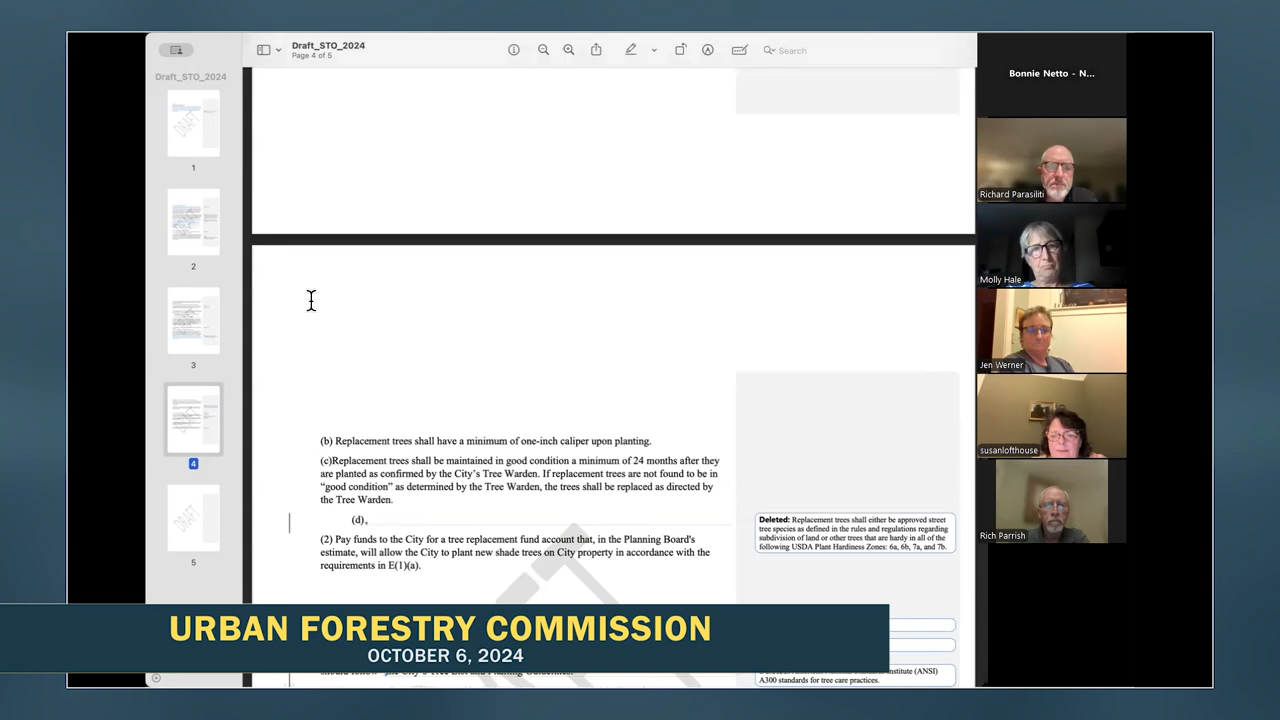 Draft_STO_2024
Page 4 of 5
Search
Draft_STO_2024
1
2
3
4
5
(b) Replacement trees shall have a minimum of one-inch caliper upon planting.
(c)Replacement trees shall be maintained in good condition a minimum of 24 months after they
are planted as confirmed by the City's Tree Warden. If replacement trees are not found to be in
"good condition" as determined by the Tree Warden, the trees shall be replaced as directed by
the Tree Warden.
(d).
(2) Pay funds to the City for a tree replacement fund account that, in the Planning Board's
estimate, will allow the City to plant new shade trees on City property in accordance with the
requirements in E(1)(a).
Deleted: Replacement trees shall either be approved street
tree species as defined in the rules and regulations regarding
subdivision of land or other trees that are hardy in all of the
following USDA Plant Hardiness Zones: 6a, 6b, 7a, and 7b.
(ANSI)
A300 standards for tree care practices.
Bonnie Netto - N...
Richard Parasiliti
Molly Hale
Jen Werner
susanlofthouse
Rich Parrish
URBAN FORESTRY COMMISSION
OCTOBER 6, 2024